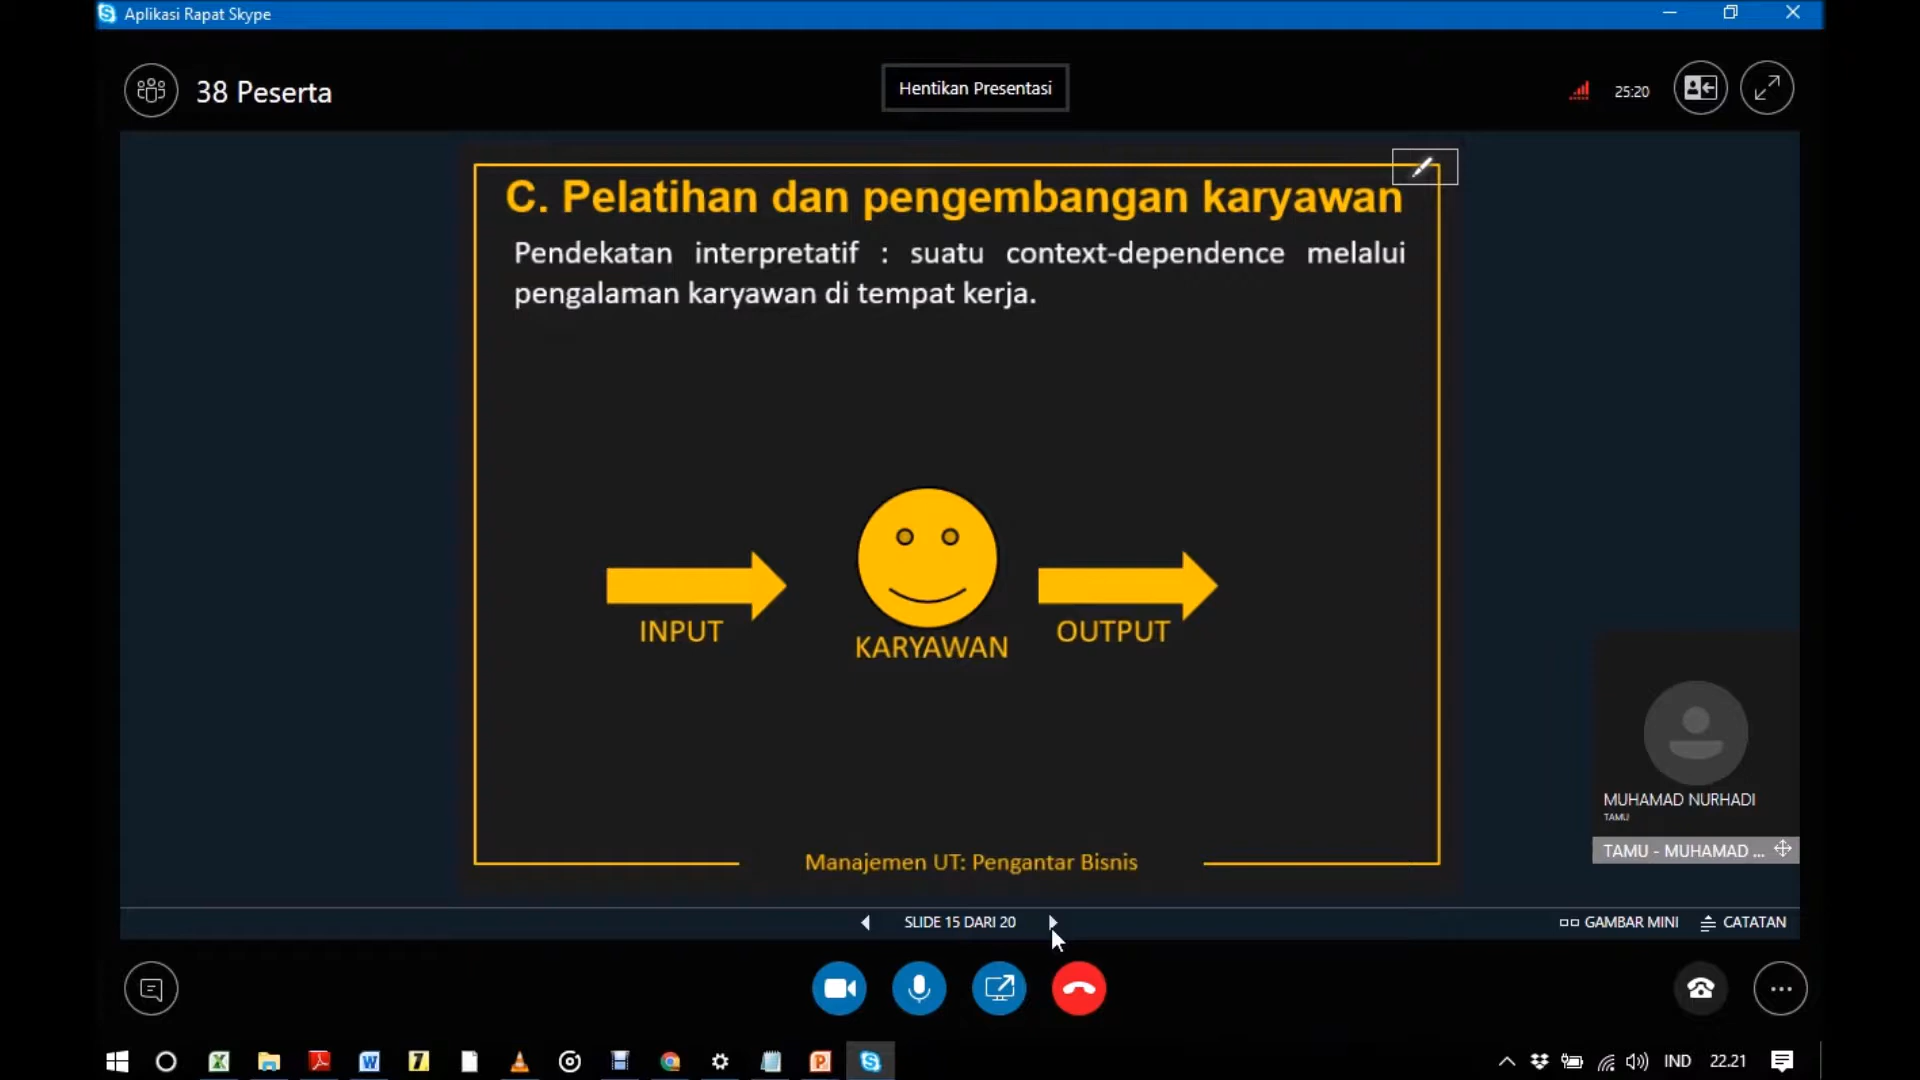 Aplikasi Rapat Skype
38 Peserta
Hentikan Presentasi
25:20
C. Pelatihan dan pengembangan karyawan
Pendekatan interpretatif : suatu context-dependence melalui
pengalaman karyawan di tempat kerja.
INPUT
KARYAWAN
OUTPUT
MUHAMAD NURHADI
TAMU
TAMU - MUHAMAD ...
Manajemen UT: Pengantar Bisnis
SLIDE 15 DARI 20
GAMBAR MINI
CATATAN
IND
22.21